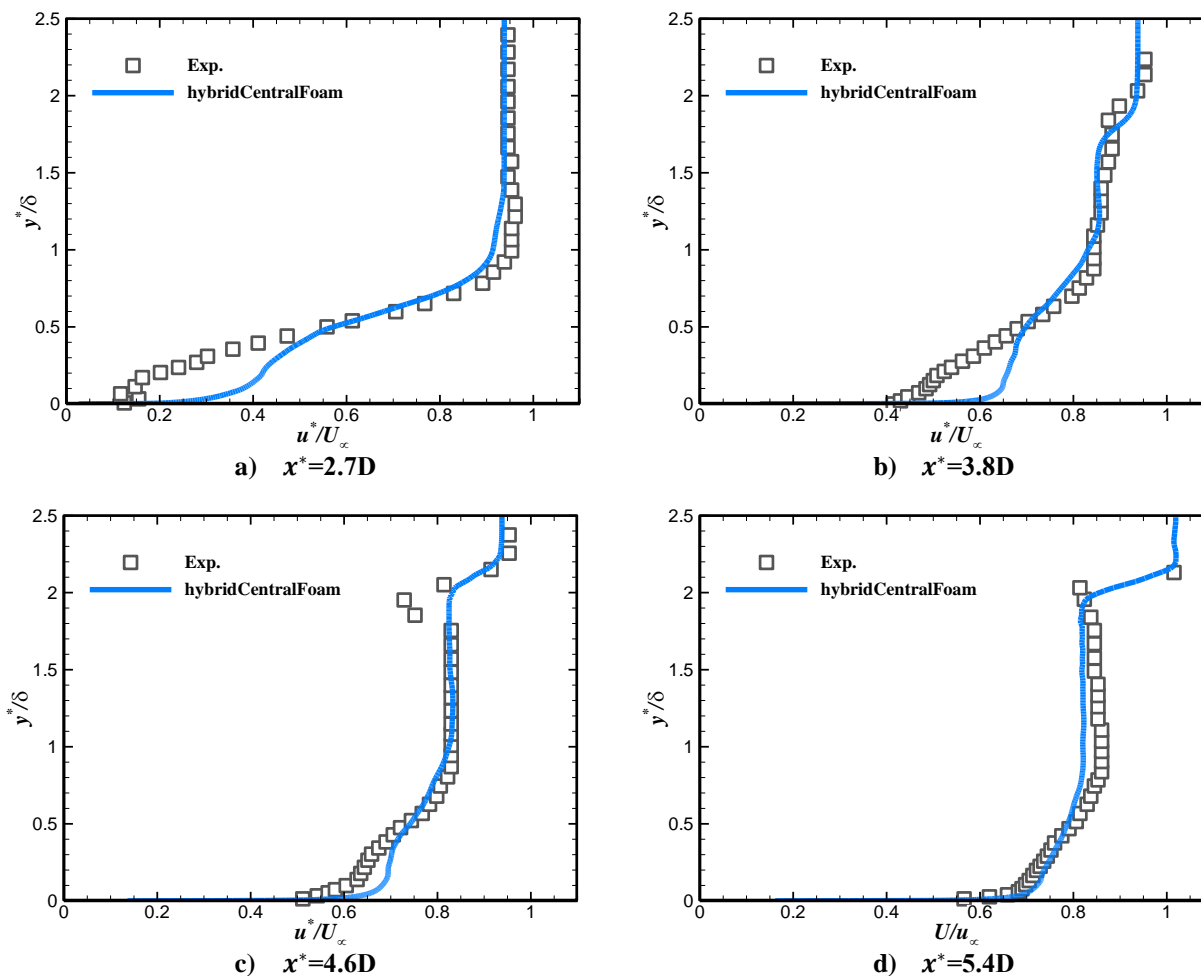 2.5
2
1.5
1
0.5
0
y*/δ
Exp.
hybridCentralFoam
0 0.2 0.4 0.6 0.8 1
u*/U∞
a) x*=2.7D
2.5
2
1.5
1
0.5
0
y*/δ
Exp.
hybridCentralFoam
0 0.2 0.4 0.6 0.8 1
u*/U∞
b) x*=3.8D
2.5
2
1.5
1
0.5
0
y*/δ
Exp.
hybridCentralFoam
0 0.2 0.4 0.6 0.8 1
u*/U∞
c) x*=4.6D
2.5
2
1.5
1
0.5
0
y*/δ
Exp.
hybridCentralFoam
0 0.2 0.4 0.6 0.8 1
U/u∞
d) x*=5.4D